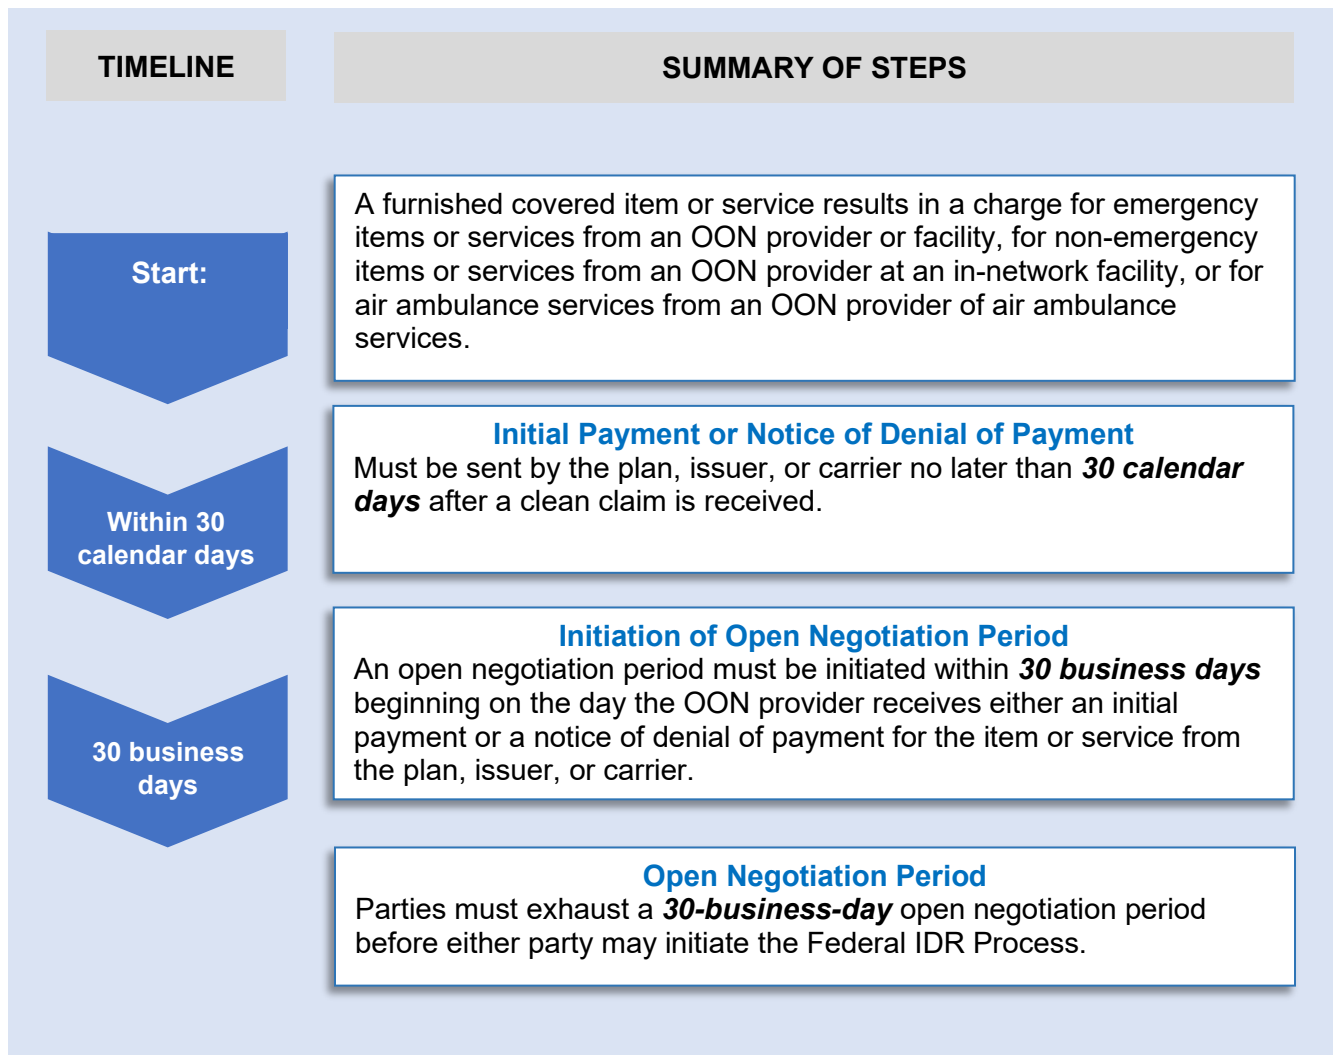 TIMELINE
SUMMARY OF STEPS
Start:
A furnished covered item or service results in a charge for emergency
items or services from an OON provider or facility, for non-emergency
items or services from an OON provider at an in-network facility, or for
air ambulance services from an OON provider of air ambulance
services.
Within 30
calendar days
Initial Payment or Notice of Denial of Payment
Must be sent by the plan, issuer, or carrier no later than 30 calendar
days after a clean claim is received.
30 business
days
Initiation of Open Negotiation Period
An open negotiation period must be initiated within 30 business days
beginning on the day the OON provider receives either an initial
payment or a notice of denial of payment for the item or service from
the plan, issuer, or carrier.
Open Negotiation Period
Parties must exhaust a 30-business-day open negotiation period
before either party may initiate the Federal IDR Process.